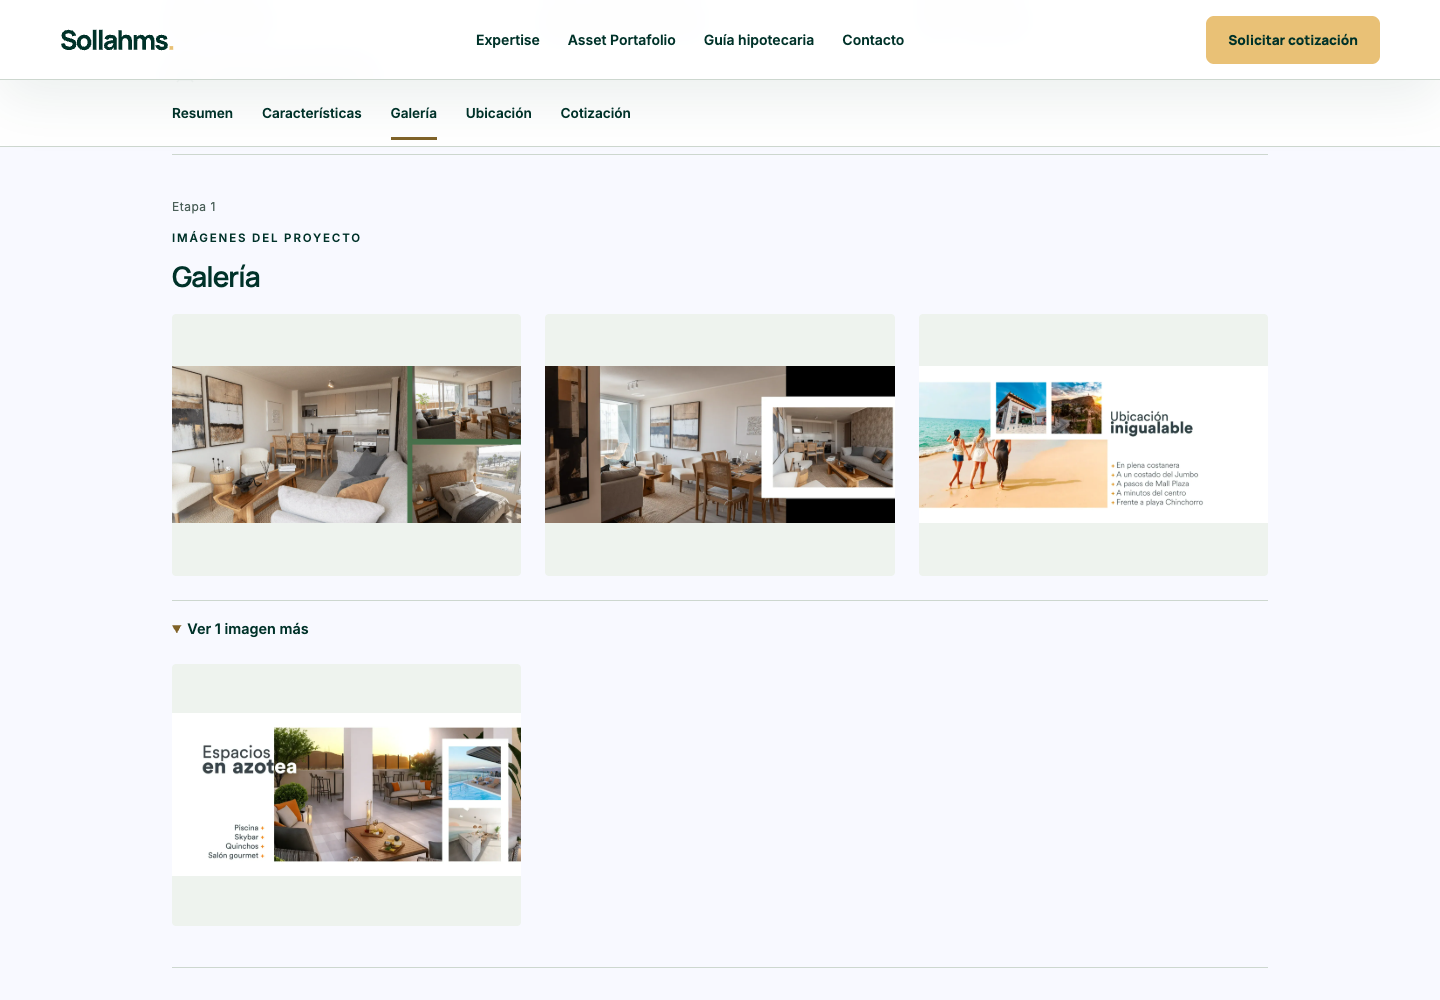 Sollahms.
Expertise
Asset Portafolio
Guía hipotecaria
Contacto
Solicitar cotización
Resumen
Características
Galería
Ubicación
Cotización
Etapa 1
IMÁGENES DEL PROYECTO
Galería
Ubicación
inigualable
En plena costanera
A un costado del Jumbo
A pasos de Mall Plaza
A minutos del centro
Frente a playa Chinchorro
Ver 1 imagen más
Espacios
en azotea
Piscina
Skybar
Quinchos
Salón gourmet